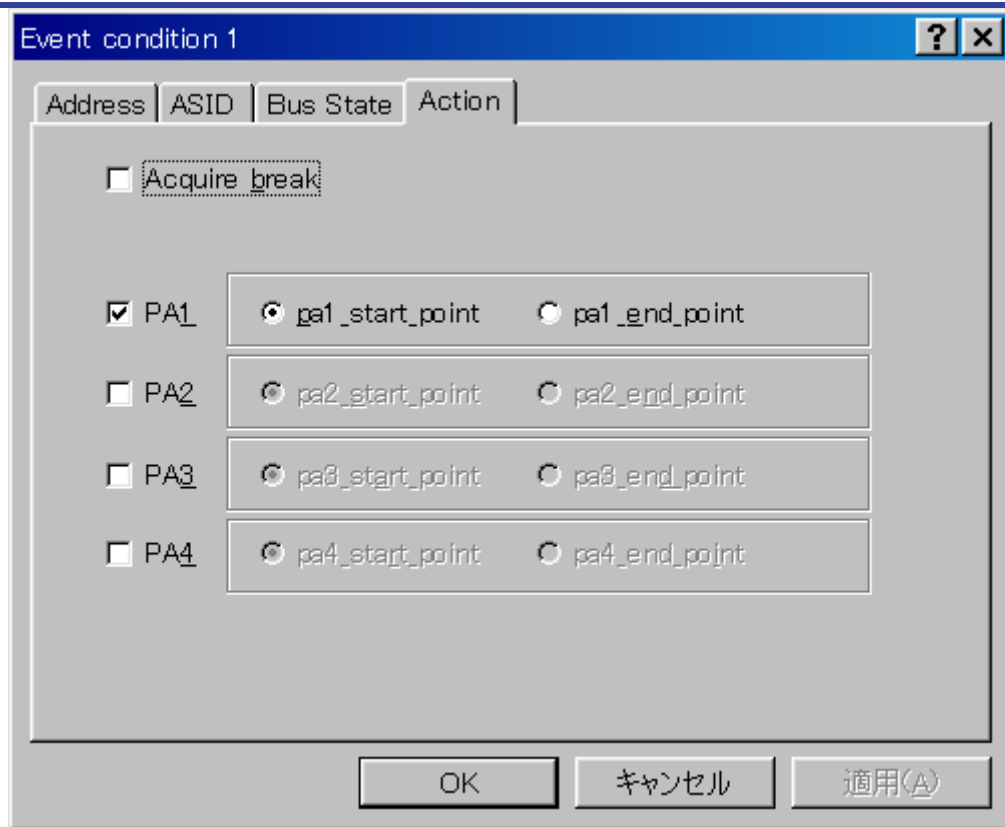 Event condition 1
Address ASID Bus State Action
Acquire break
PA1 pa1_start_point pa1_end_point
PA2 pa2_start_point pa2_end_point
PA3 pa3_start_point pa3_end_point
PA4 pa4_start_point pa4_end_point
OK キャンセル 適用(A)